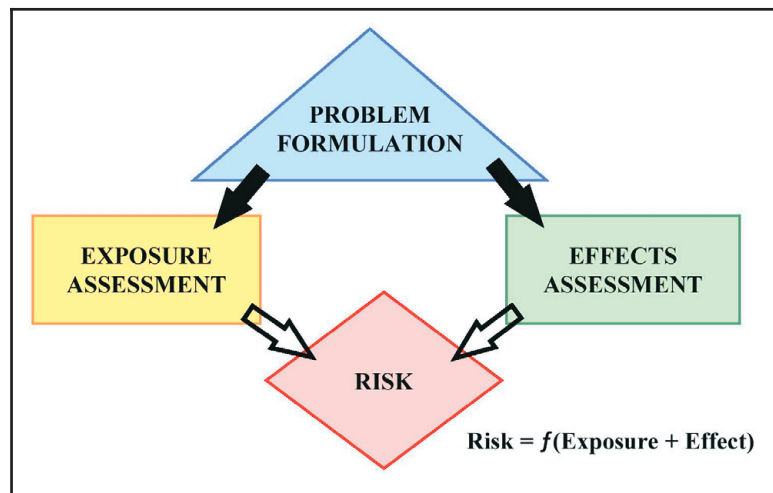 PROBLEM
FORMULATION
EXPOSURE
ASSESSMENT
EFFECTS
ASSESSMENT
RISK
Risk = ƒ(Exposure + Effect)